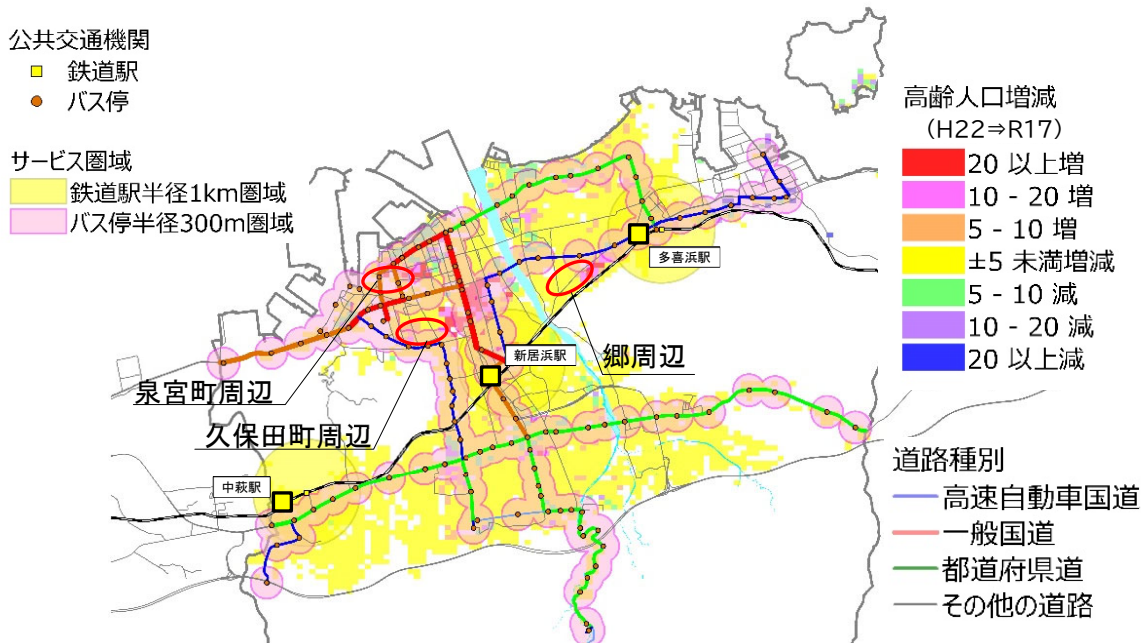 公共交通機関
鉄道駅
バス停
サービス圏域
鉄道駅半径1km圏域
バス停半径300m圏域
高齢人口増減
(H22⇒R17)
20 以上増
10 - 20 増
5 - 10 増
±5 未満増減
5 - 10 減
10 - 20 減
20 以上減
多喜浜駅
新居浜駅
郷周辺
泉宮町周辺
久保田町周辺
中萩駅
道路種別
高速自動車国道
一般国道
都道府県道
その他の道路